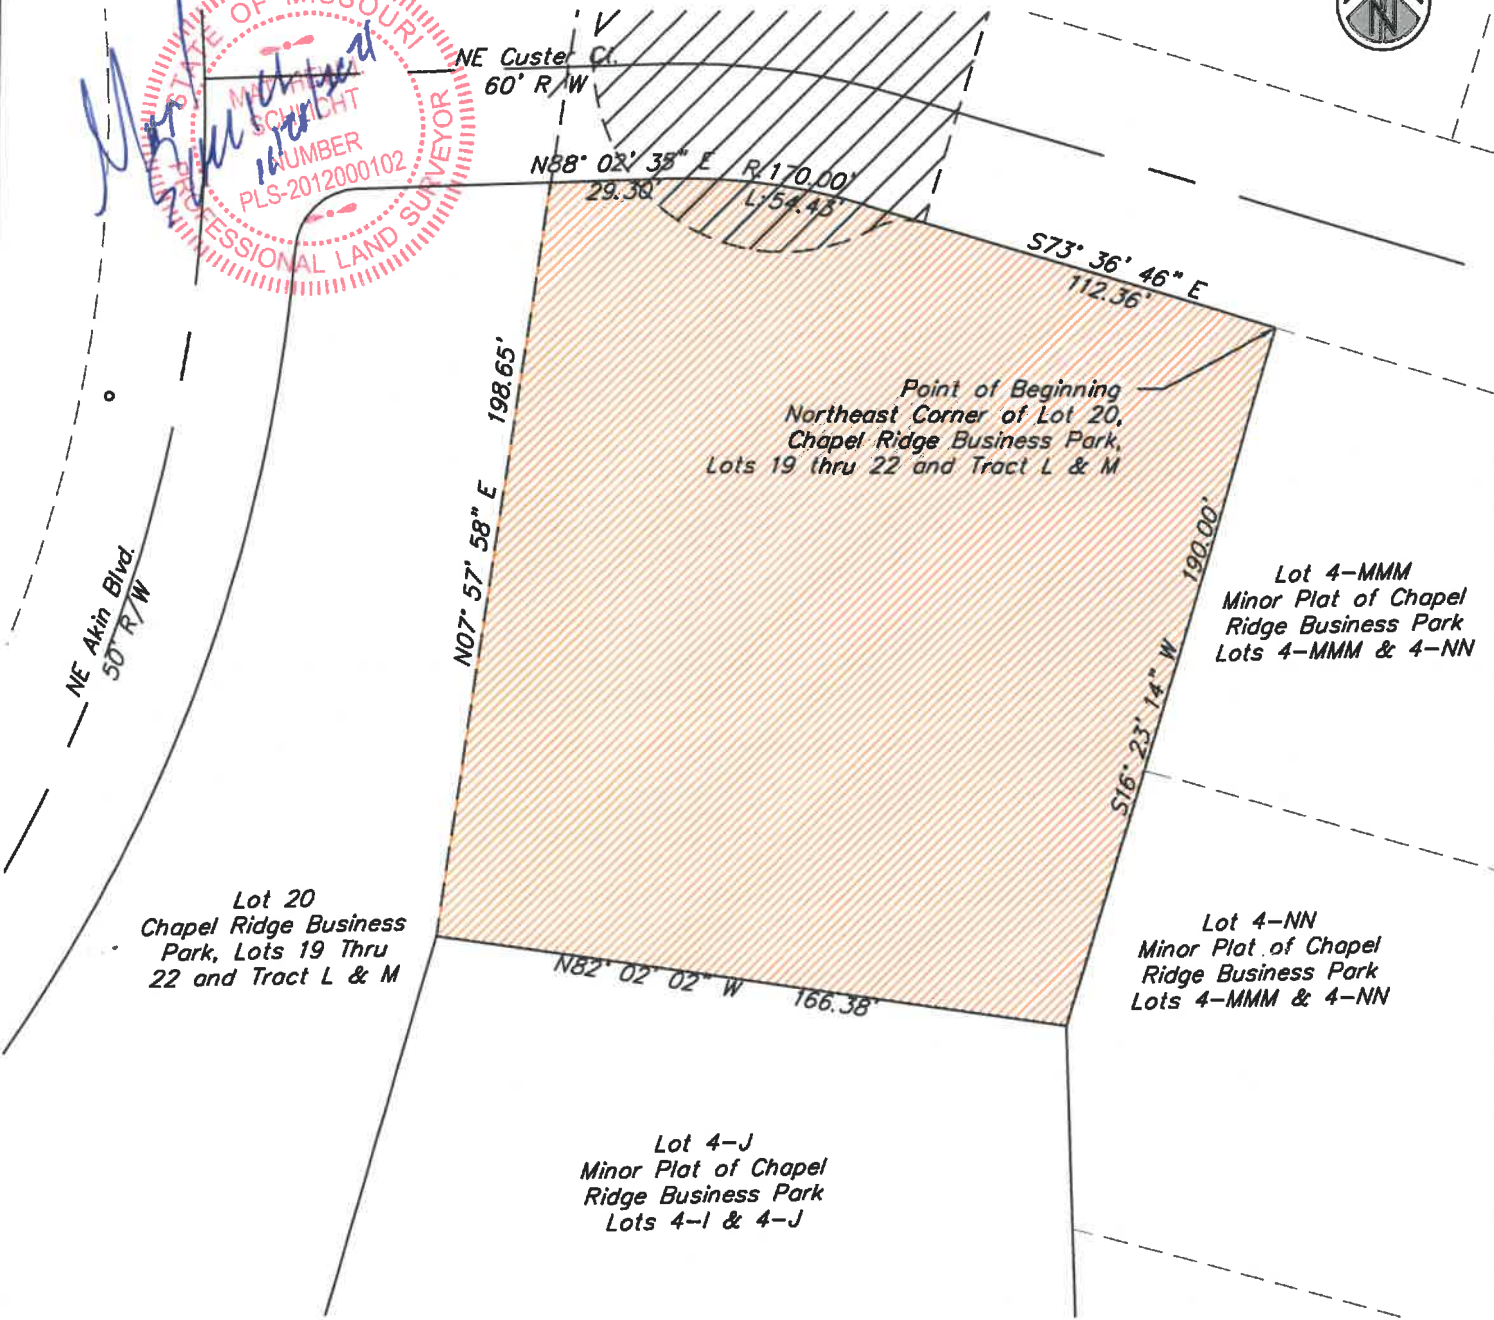 STATE OF MISSOURI
MATTHEW J.
SCHLICHT
NUMBER
PLS-2012000102
PROFESSIONAL LAND SURVEYOR
N
NE Custer Ct.
60' R/W
N88° 02' 38" E
29.30'
R:170.00'
L:54.43'
S73° 36' 46" E
112.36'
198.65'
N07° 57' 58" E
Point of Beginning
Northeast Corner of Lot 20,
Chapel Ridge Business Park,
Lots 19 thru 22 and Tract L & M
190.00'
S16° 23' 14" W
NE Akin Blvd.
50' R/W
Lot 4-MMM
Minor Plat of Chapel
Ridge Business Park
Lots 4-MMM & 4-NN
Lot 20
Chapel Ridge Business
Park, Lots 19 Thru
22 and Tract L & M
N82° 02' 02" W
166.38'
Lot 4-NN
Minor Plat of Chapel
Ridge Business Park
Lots 4-MMM & 4-NN
Lot 4-J
Minor Plat of Chapel
Ridge Business Park
Lots 4-I & 4-J